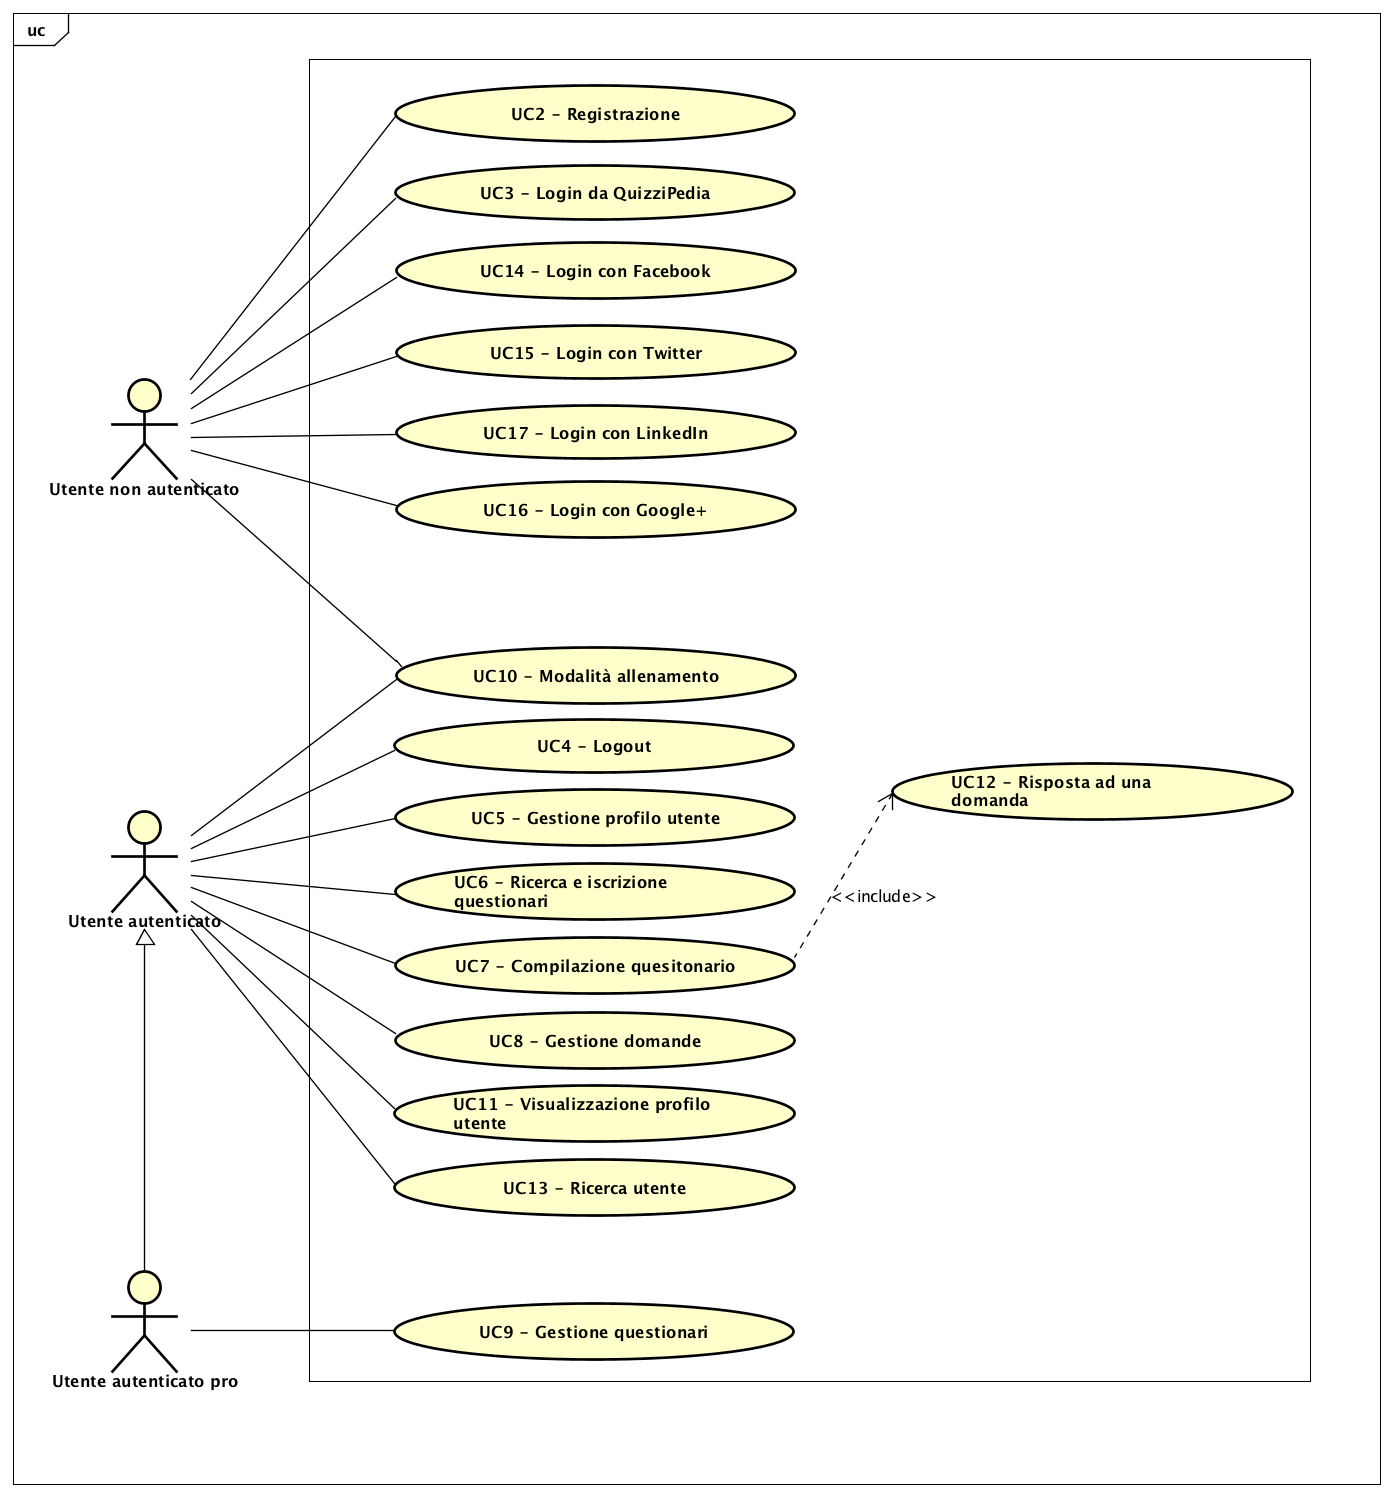 uc
UC2 – Registrazione
UC3 – Login da QuizziPedia
UC14 – Login con Facebook
UC15 – Login con Twitter
UC17 – Login con LinkedIn
Utente non autenticato
UC16 – Login con Google+
UC10 – Modalità allenamento
UC4 – Logout
UC12 – Risposta ad una
domanda
UC5 – Gestione profilo utente
UC6 – Ricerca e iscrizione
questionari
<<include>>
Utente autenticato
UC7 – Compilazione quesitonario
UC8 – Gestione domande
UC11 – Visualizzazione profilo
utente
UC13 – Ricerca utente
UC9 – Gestione questionari
Utente autenticato pro